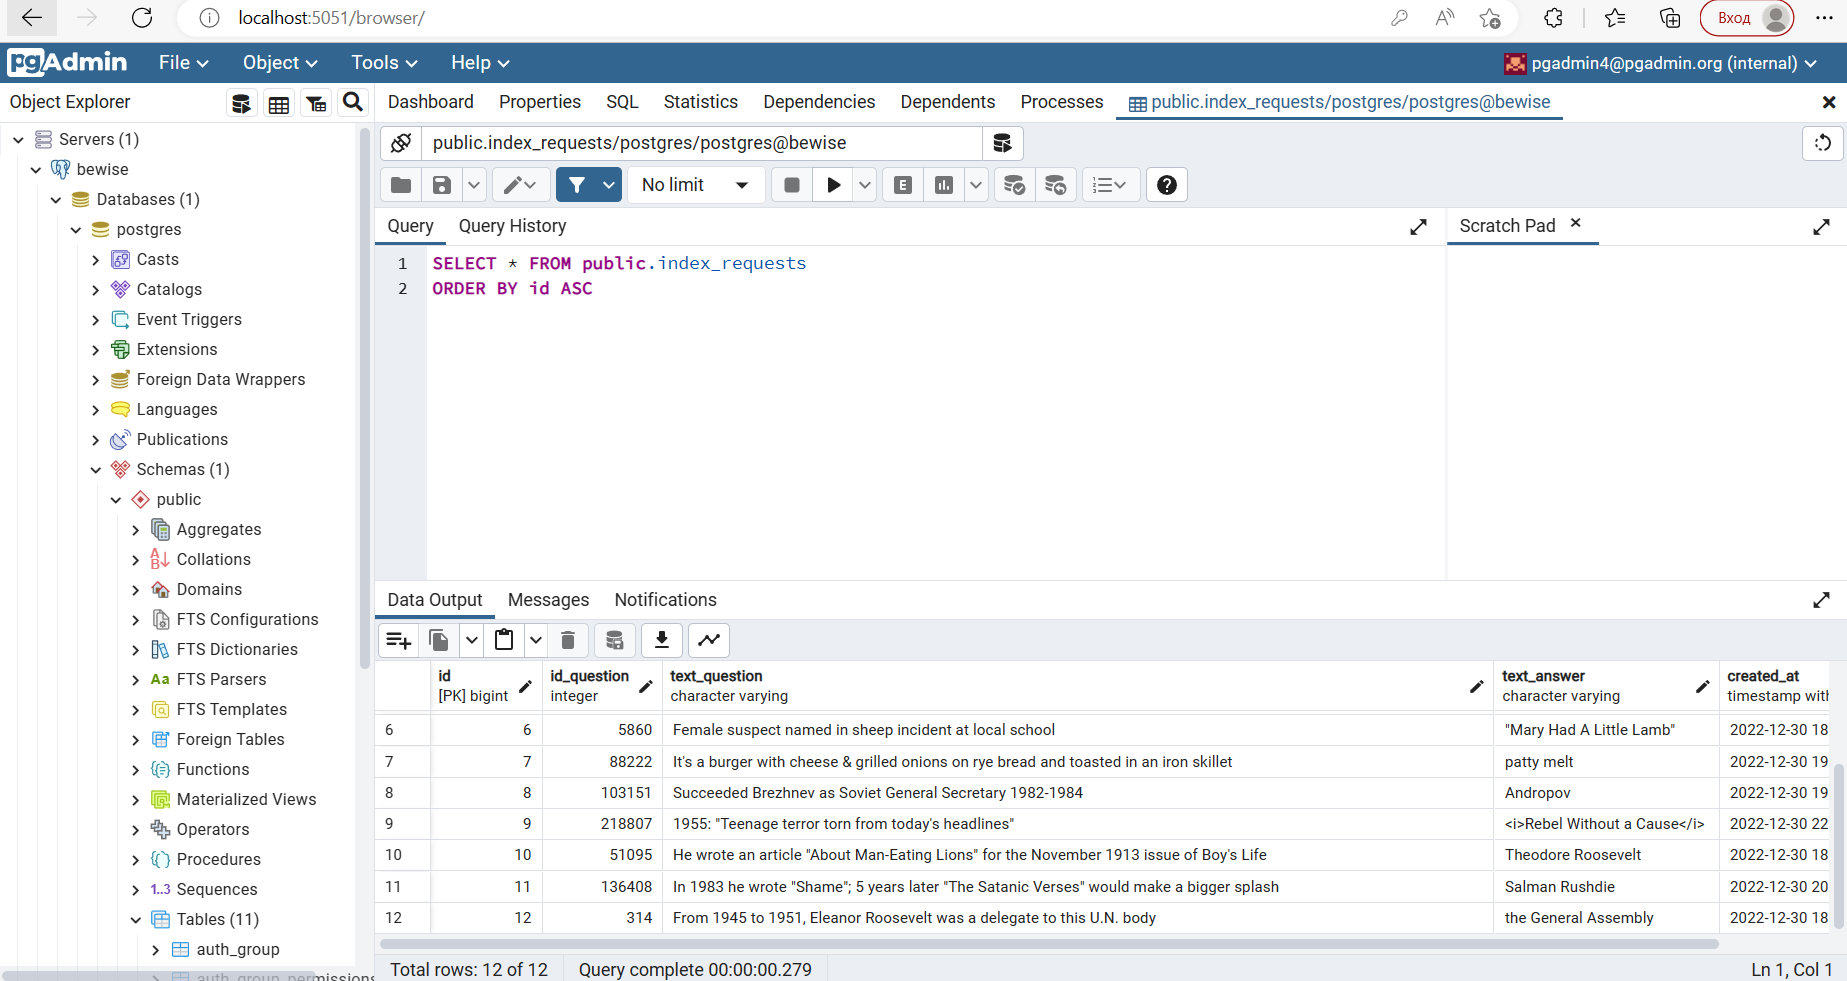 localhost:5051/browser/
Вход
pgAdmin
File
Object
Tools
Help
pgadmin4@pgadmin.org (internal)
Object Explorer
Dashboard
Properties
SQL
Statistics
Dependencies
Dependents
Processes
public.index_requests/postgres/postgres@bewise
Servers (1)
bewise
Databases (1)
postgres
Casts
Catalogs
Event Triggers
Extensions
Foreign Data Wrappers
Languages
Publications
Schemas (1)
public
Aggregates
Collations
Domains
FTS Configurations
FTS Dictionaries
Aa FTS Parsers
FTS Templates
Foreign Tables
Functions
Materialized Views
Operators
Procedures
1..3 Sequences
Tables (11)
auth_group
auth_group_permissions
public.index_requests/postgres/postgres@bewise
No limit
E
Query
Query History
Scratch Pad
1 SELECT * FROM public.index_requests
2 ORDER BY id ASC
Data Output
Messages
Notifications
id id_question text_question text_answer created_at
[PK] bigint integer character varying character varying timestamp with
6 6 5860 Female suspect named in sheep incident at local school "Mary Had A Little Lamb" 2022-12-30 18
7 7 88222 It's a burger with cheese & grilled onions on rye bread and toasted in an iron skillet patty melt 2022-12-30 19
8 8 103151 Succeeded Brezhnev as Soviet General Secretary 1982-1984 Andropov 2022-12-30 19
9 9 218807 1955: "Teenage terror torn from today's headlines" <i>Rebel Without a Cause</i> 2022-12-30 22
10 10 51095 He wrote an article "About Man-Eating Lions" for the November 1913 issue of Boy's Life Theodore Roosevelt 2022-12-30 18
11 11 136408 In 1983 he wrote "Shame"; 5 years later "The Satanic Verses" would make a bigger splash Salman Rushdie 2022-12-30 20
12 12 314 From 1945 to 1951, Eleanor Roosevelt was a delegate to this U.N. body the General Assembly 2022-12-30 18
Total rows: 12 of 12
Query complete 00:00:00.279
Ln 1, Col 1